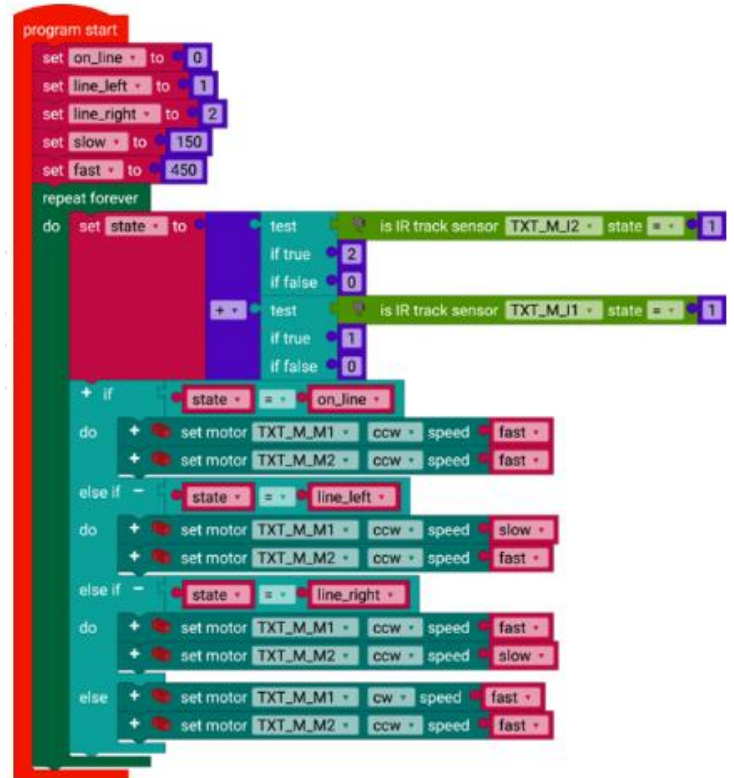 program start
set on_line to 0
set line_left to 1
set line_right to 2
set slow to 150
set fast to 450
repeat forever
do set state to test is IR track sensor TXT_M_I2 state = 1
if true 2
if false 0
+ test is IR track sensor TXT_M_I1 state = 1
if true 1
if false 0
+ if state = on_line
do + set motor TXT_M_M1 ccw speed fast
+ set motor TXT_M_M2 ccw speed fast
else if - state = line_left
do + set motor TXT_M_M1 ccw speed slow
+ set motor TXT_M_M2 ccw speed fast
else if - state = line_right
do + set motor TXT_M_M1 ccw speed fast
+ set motor TXT_M_M2 ccw speed slow
else + set motor TXT_M_M1 cw speed fast
+ set motor TXT_M_M2 ccw speed fast